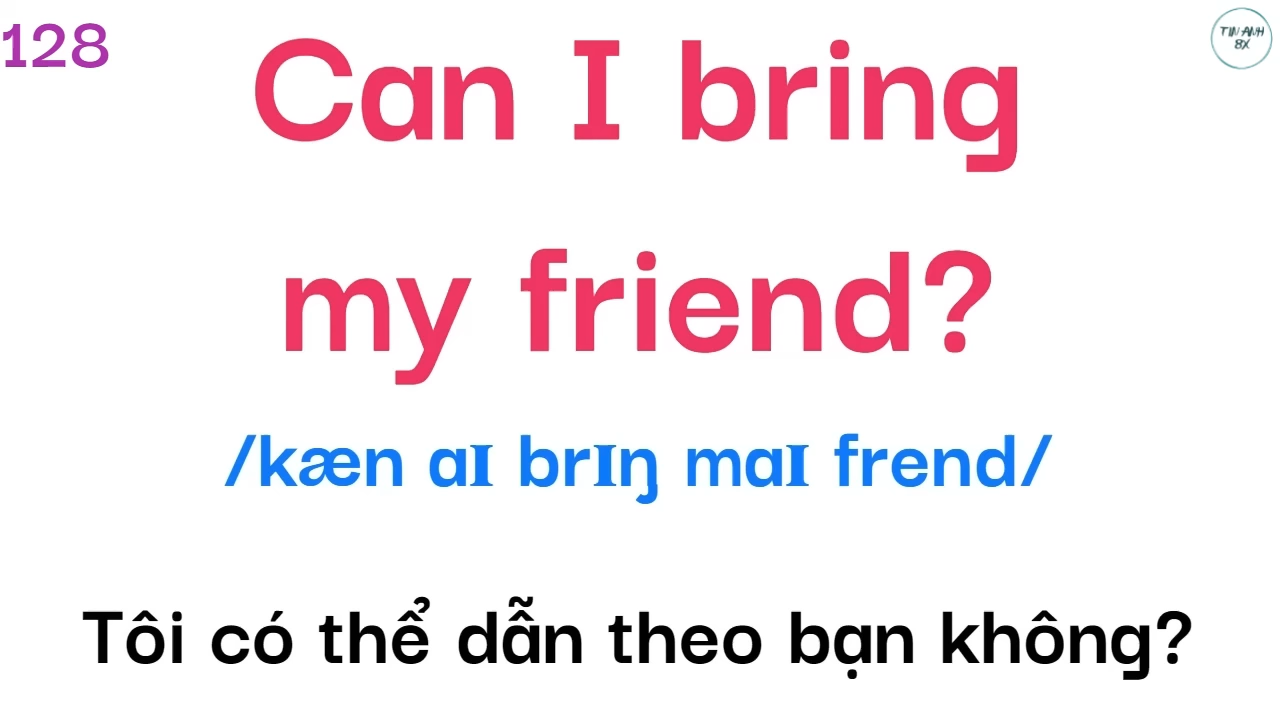 128
TIN ANH
8X
Can I bring
my friend?
/kæn aɪ brɪŋ maɪ frend/
Tôi có thể dẫn theo bạn không?